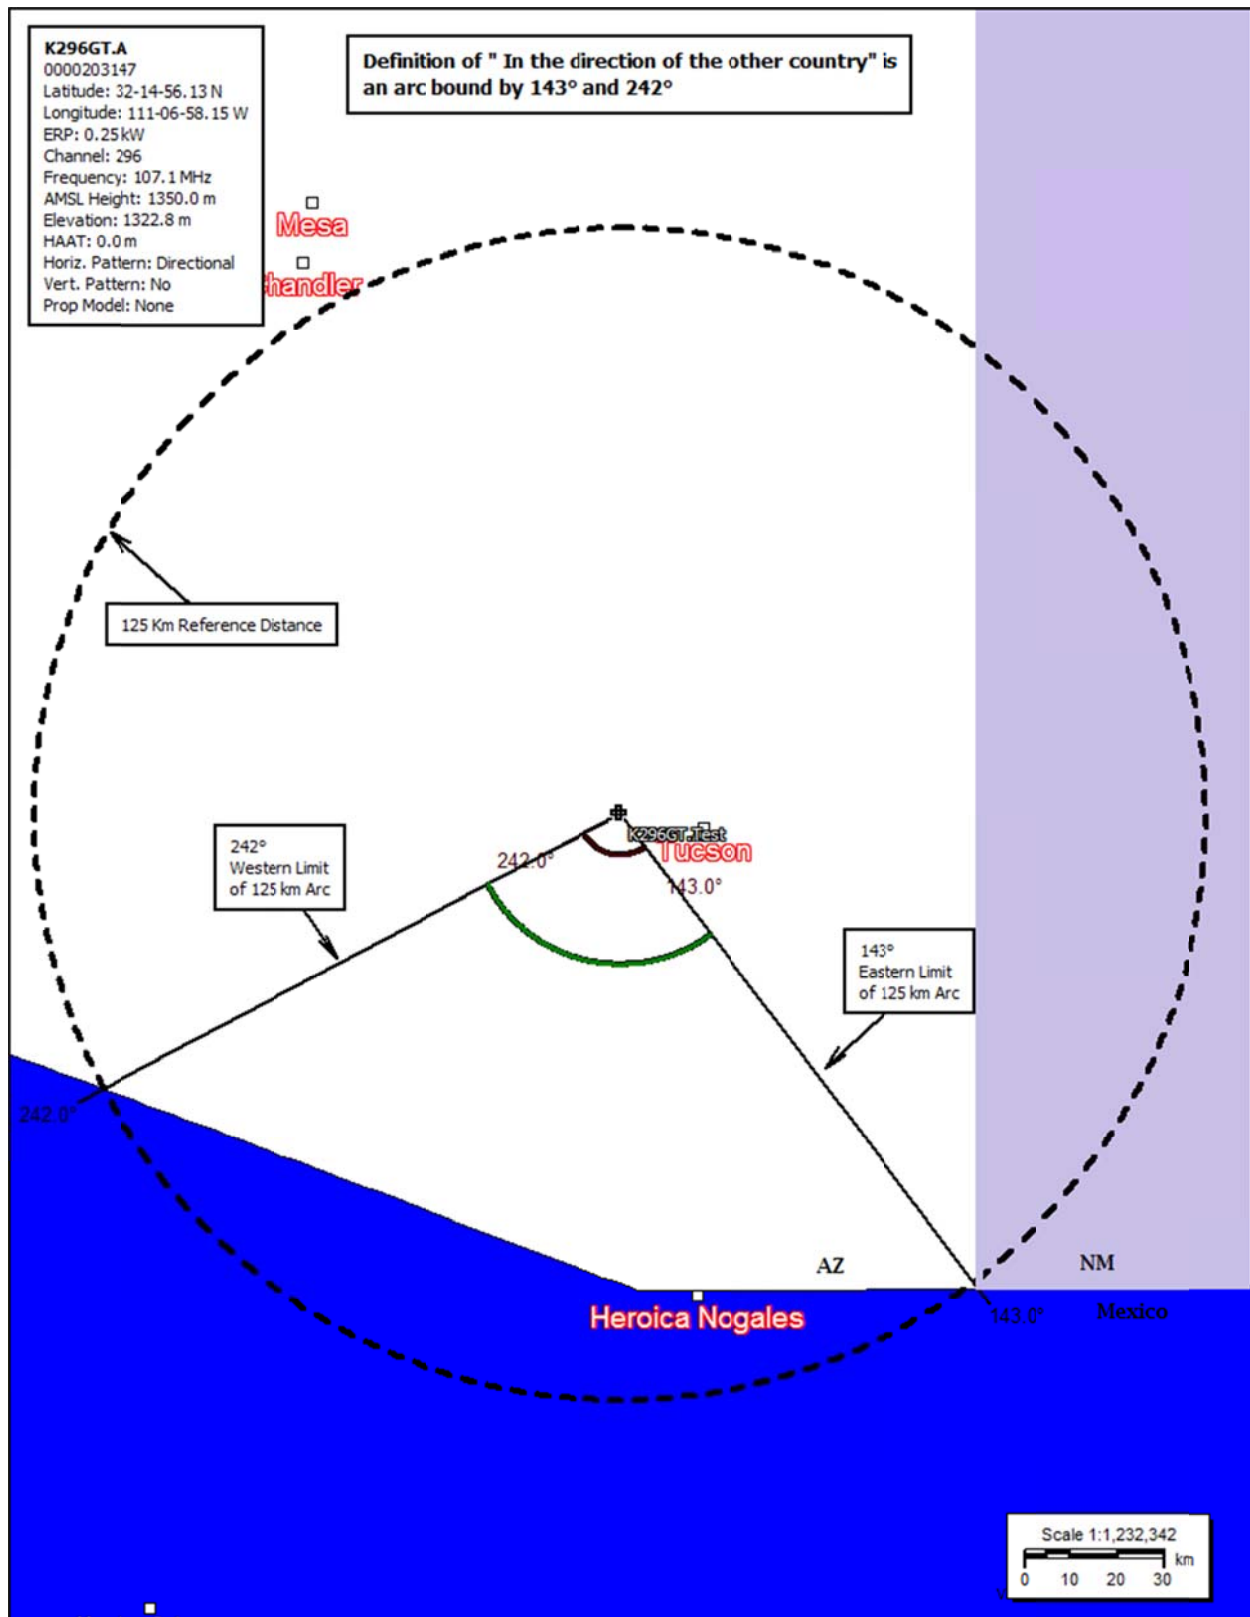 K296GT.A
0000203147
Latitude: 32-14-56.13 N
Longitude: 111-06-58.15 W
ERP: 0.25 kW
Channel: 296
Frequency: 107.1 MHz
AMSL Height: 1350.0 m
Elevation: 1322.8 m
HAAT: 0.0 m
Horiz. Pattern: Directional
Vert. Pattern: No
Prop Model: None
Definition of " In the direction of the other country" is
an arc bound by 143° and 242°
Mesa
handler
125 Km Reference Distance
K296GT.Test
Tucson
242.0°
143.0°
242°
Western Limit
of 125 km Arc
143°
Eastern Limit
of 125 km Arc
242.0°
AZ
NM
Heroica Nogales
143.0°
Mexico
Scale 1:1,232,342
km
0 10 20 30